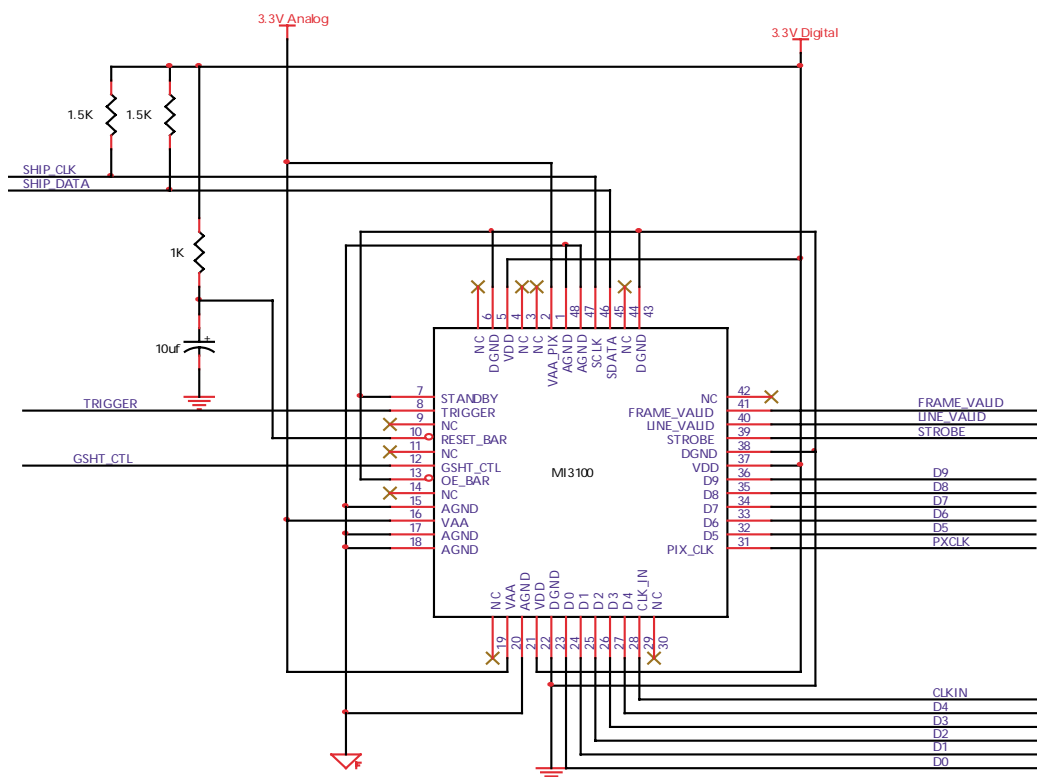 3.3V Analog
3.3V Digital
1.5K 1.5K
SHIP_CLK
SHIP_DATA
1K
10uf +
6 5 4 3 2 1 48 47 46 45 44 43
NC DGND VDD NC NC VAA_PIX AGND AGND SCLK SDATA NC DGND
TRIGGER
GSHT_CTL
7 STANDBY
8 TRIGGER
9 NC
10 RESET_BAR
11 NC
12 GSHT_CTL
13 OE_BAR
14 NC
15 AGND
16 VAA
17 AGND
18 AGND
MI3100
NC 42
FRAME_VALID 41 FRAME_VALID
LINE_VALID 40 LINE_VALID
STROBE 39 STROBE
DGND 38
VDD 37
D9 36 D9
D8 35 D8
D7 34 D7
D6 33 D6
D5 32 D5
PIX_CLK 31 PXCLK
NC VAA AGND VDD DGND D0 D1 D2 D3 D4 CLK_IN NC
19 20 21 22 23 24 25 26 27 28 29 30
CLKIN
D4
D3
D2
D1
D0